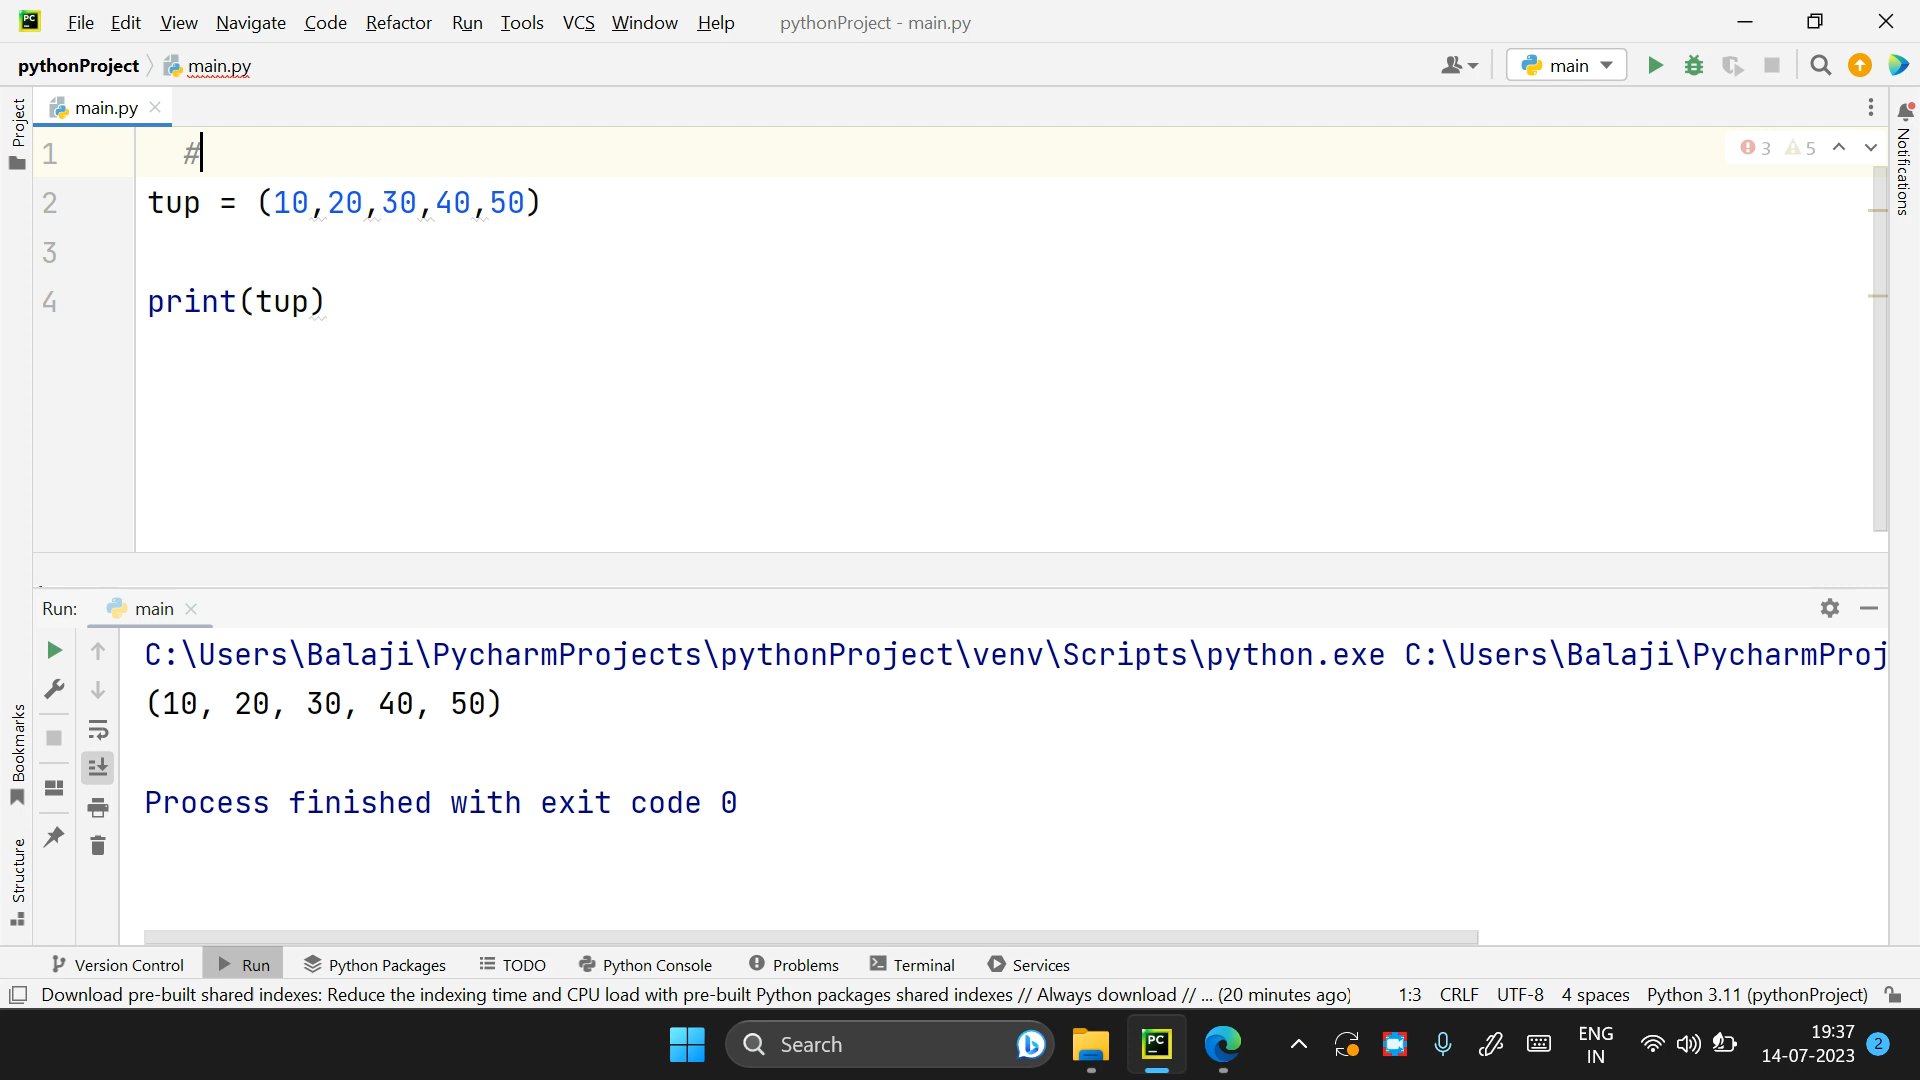 PC File Edit View Navigate Code Refactor Run Tools VCS Window Help pythonProject - main.py
pythonProject main.py main
Project
main.py
3 5
Notifications
1 #
2 tup = (10,20,30,40,50)
3
4 print(tup)
Run: main
C:\Users\Balaji\PycharmProjects\pythonProject\venv\Scripts\python.exe C:\Users\Balaji\PycharmProj
(10, 20, 30, 40, 50)
Process finished with exit code 0
Bookmarks
Structure
Version Control Run Python Packages TODO Python Console Problems Terminal Services
Download pre-built shared indexes: Reduce the indexing time and CPU load with pre-built Python packages shared indexes // Always download // ... (20 minutes ago) 1:3 CRLF UTF-8 4 spaces Python 3.11 (pythonProject)
Search PC ENG IN 19:37 14-07-2023 2